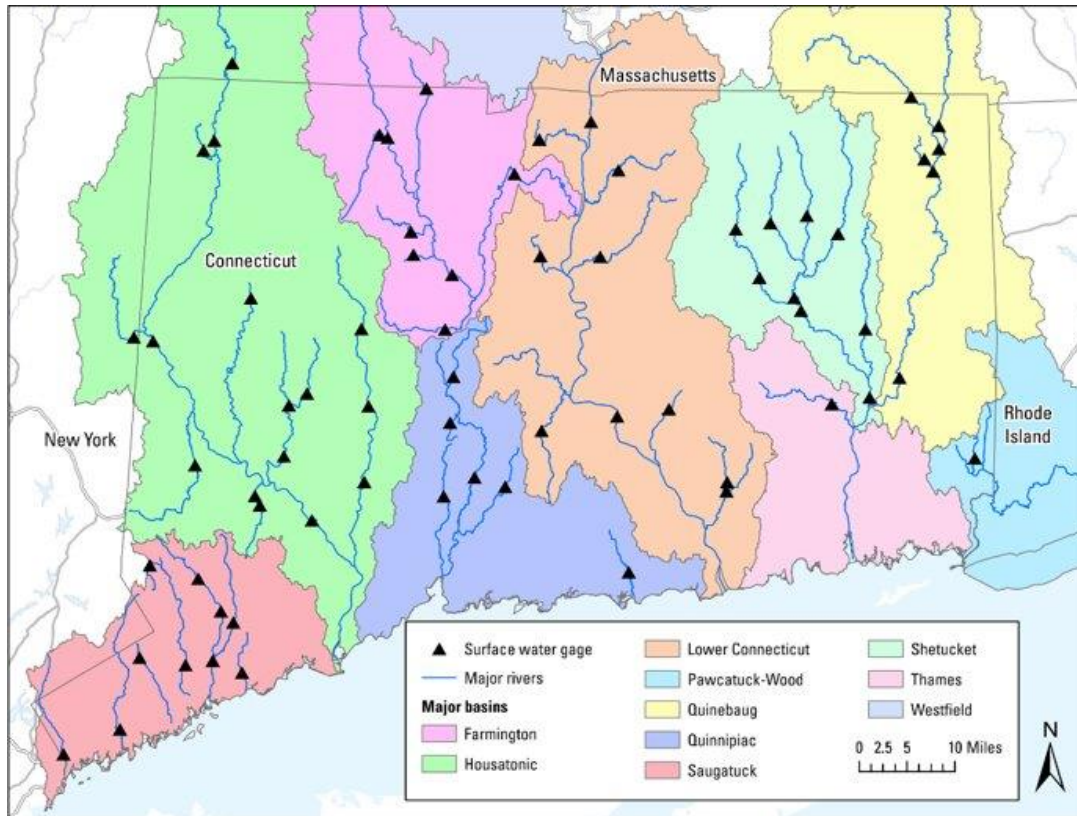 Massachusetts
Connecticut
New York
Rhode
Island
Surface water gage
Major rivers
Major basins
Farmington
Housatonic
Lower Connecticut
Pawcatuck-Wood
Quinebaug
Quinnipiac
Saugatuck
Shetucket
Thames
Westfield
0 2.5 5 10 Miles
N